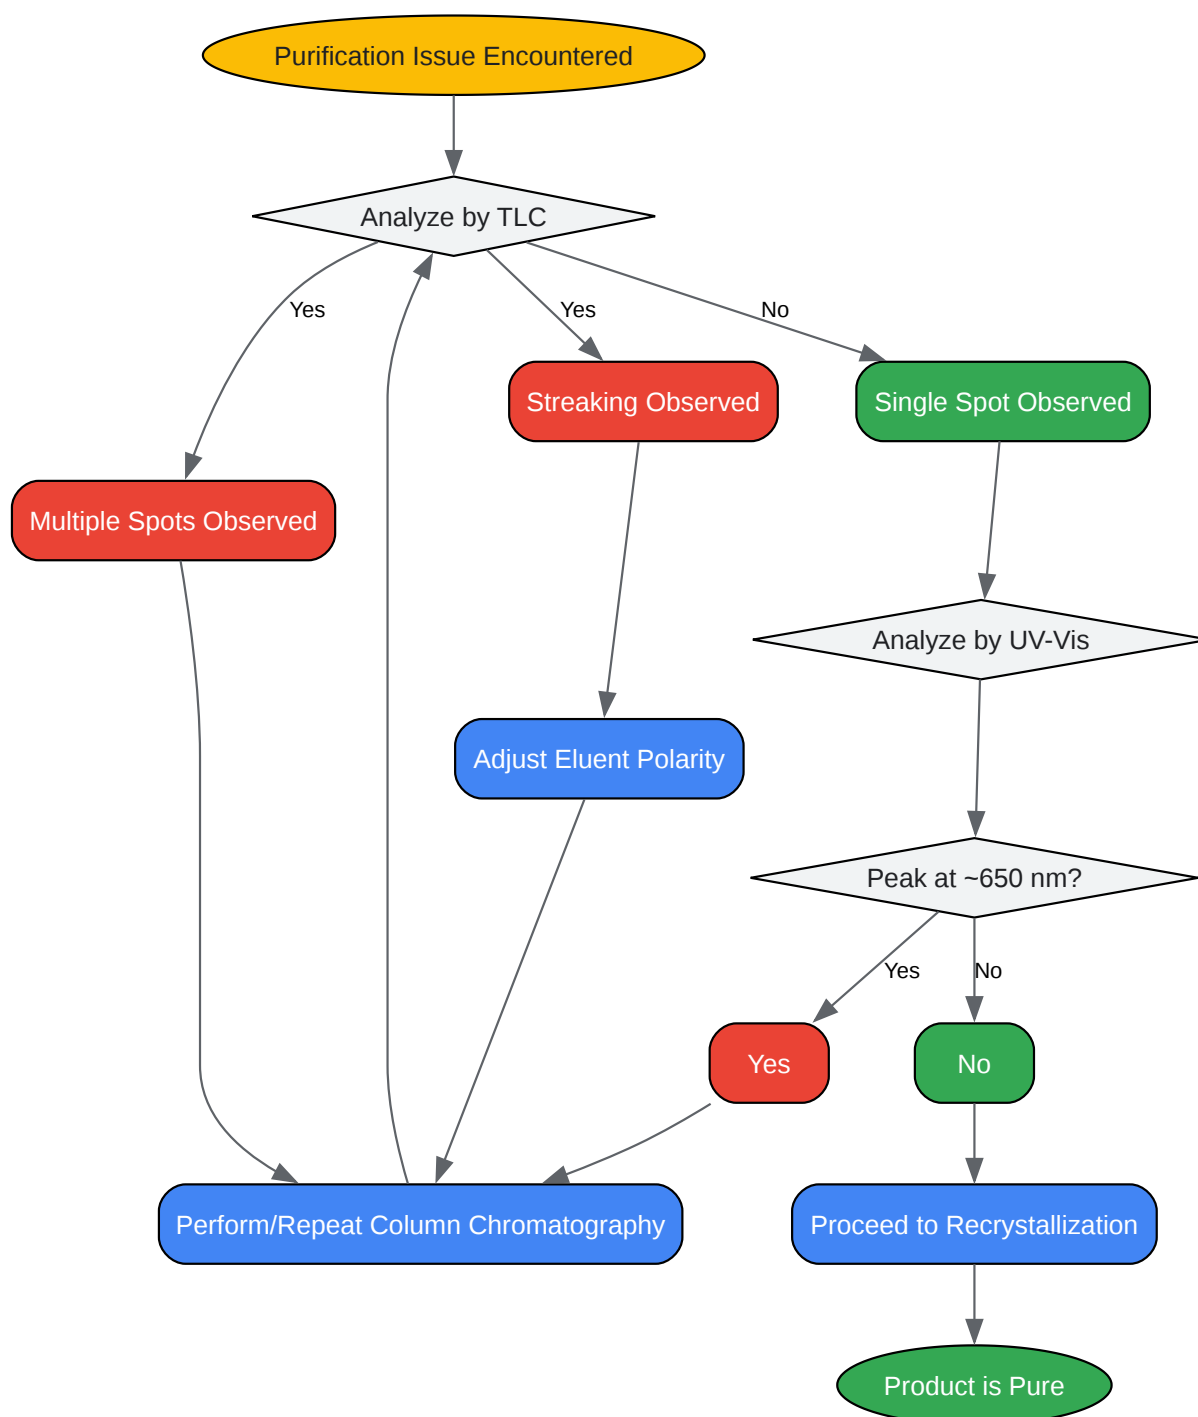 Purification Issue Encountered
Analyze by TLC
Yes
Yes
No
Streaking Observed
Single Spot Observed
Multiple Spots Observed
Analyze by UV-Vis
Adjust Eluent Polarity
Peak at ~650 nm?
Yes
No
Yes
No
Perform/Repeat Column Chromatography
Proceed to Recrystallization
Product is Pure